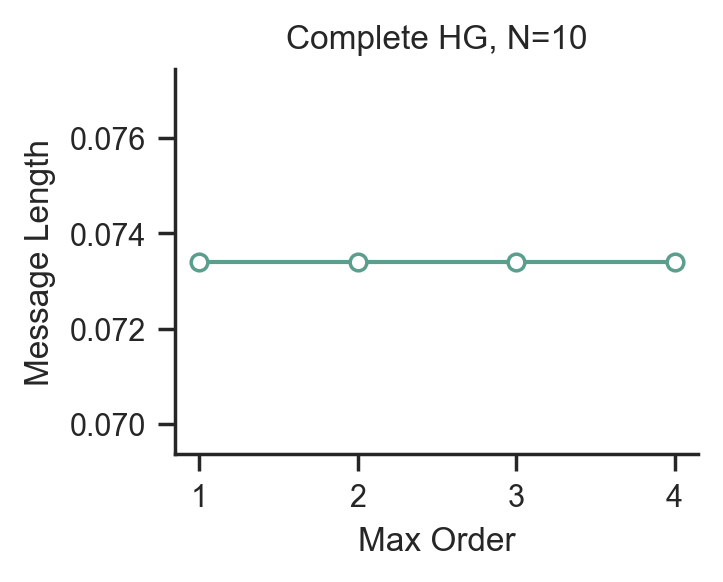 Complete HG, N=10
Message Length
0.076
0.074
0.072
0.070
1 2 3 4
Max Order